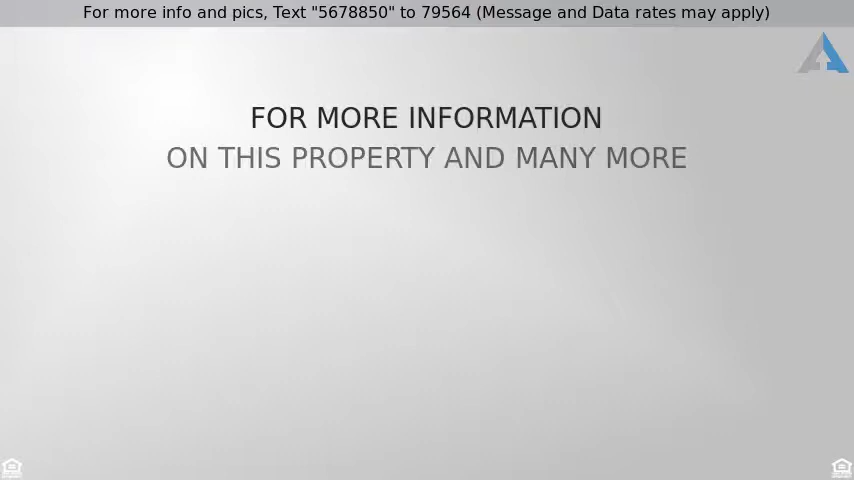 For more info and pics, Text "5678850" to 79564 (Message and Data rates may apply)
FOR MORE INFORMATION
ON THIS PROPERTY AND MANY MORE